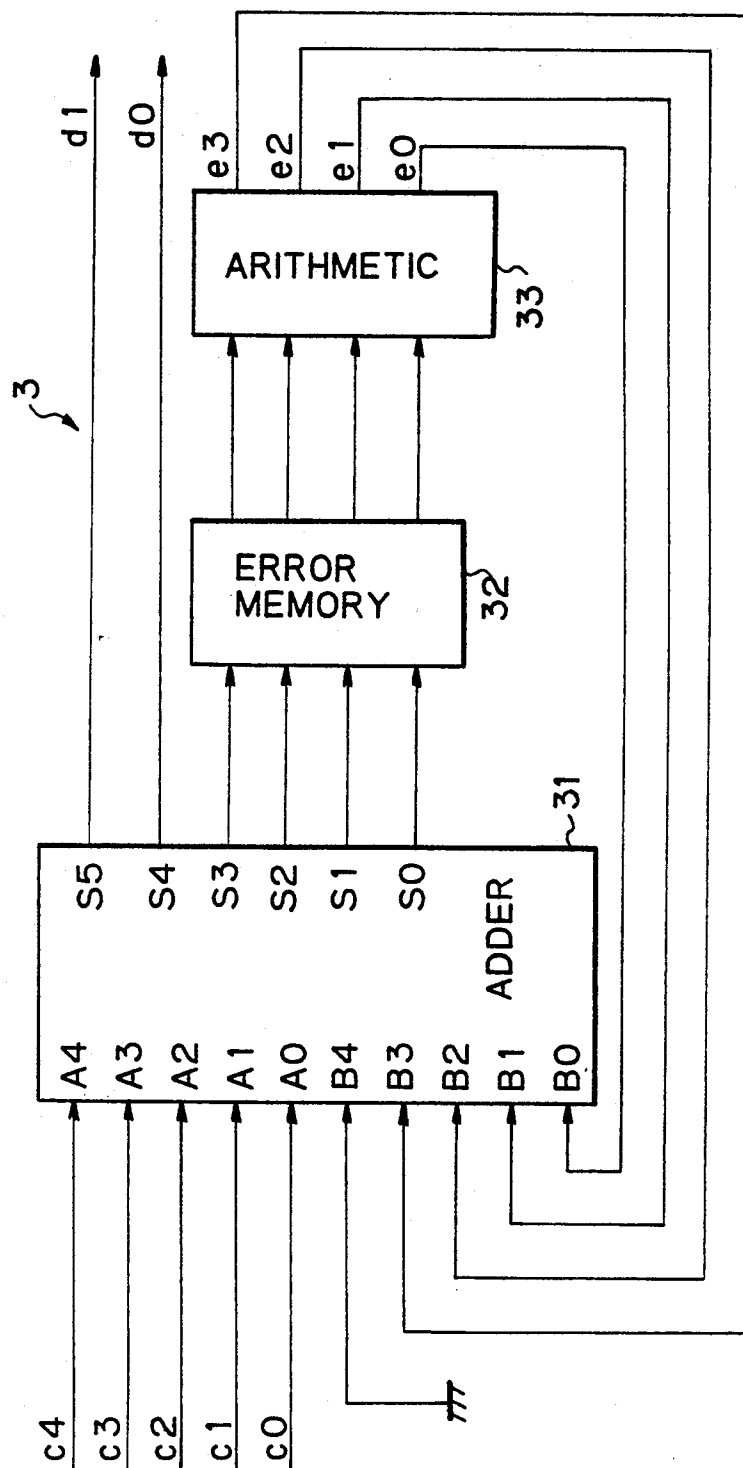 3
d1
d0
c4
c3
c2
c1
c0
A4
A3
A2
A1
A0
B4
B3
B2
B1
B0
S5
S4
S3
S2
S1
S0
ADDER
31
ERROR
MEMORY
32
ARITHMETIC
33
e3
e2
e1
e0